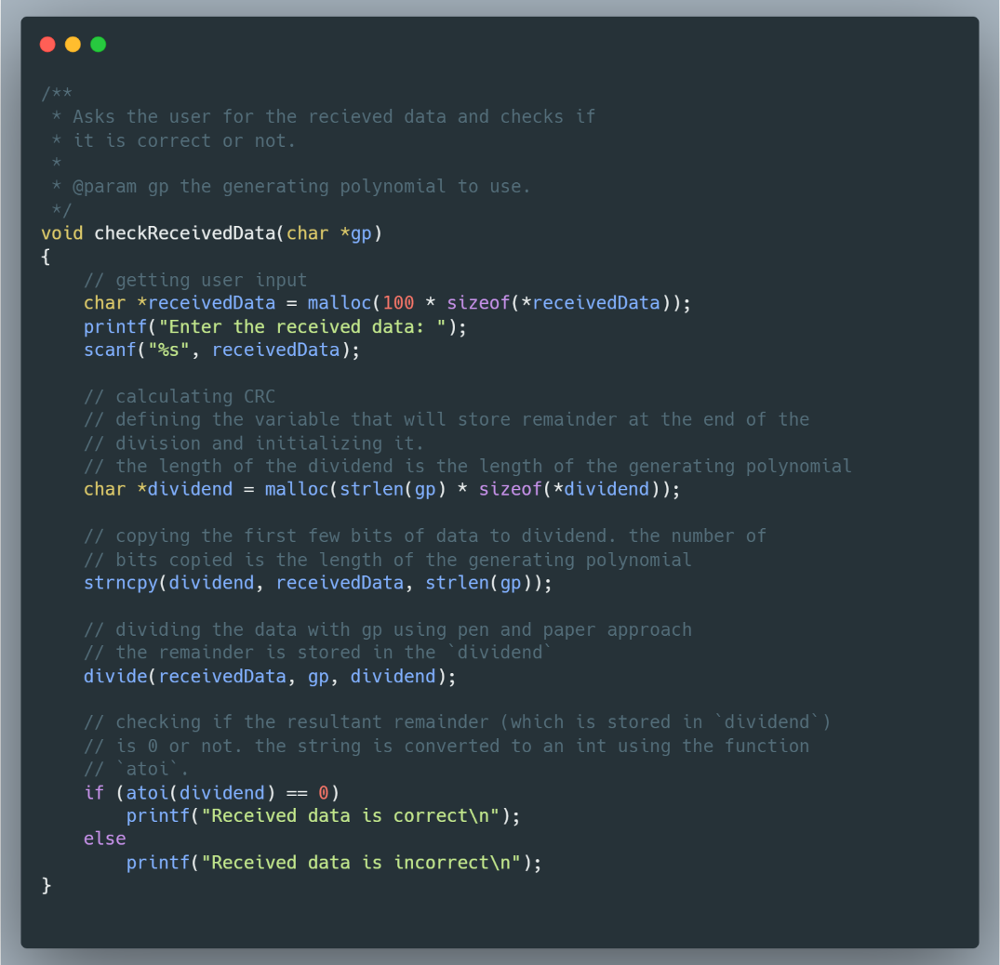 /**
 * Asks the user for the recieved data and checks if
 * it is correct or not.
 *
 * @param gp the generating polynomial to use.
 */
void checkReceivedData(char *gp)
{
    // getting user input
    char *receivedData = malloc(100 * sizeof(*receivedData));
    printf("Enter the received data: ");
    scanf("%s", receivedData);

    // calculating CRC
    // defining the variable that will store remainder at the end of the
    // division and initializing it.
    // the length of the dividend is the length of the generating polynomial
    char *dividend = malloc(strlen(gp) * sizeof(*dividend));

    // copying the first few bits of data to dividend. the number of
    // bits copied is the length of the generating polynomial
    strncpy(dividend, receivedData, strlen(gp));

    // dividing the data with gp using pen and paper approach
    // the remainder is stored in the `dividend`
    divide(receivedData, gp, dividend);

    // checking if the resultant remainder (which is stored in `dividend`)
    // is 0 or not. the string is converted to an int using the function
    // `atoi`.
    if (atoi(dividend) == 0)
        printf("Received data is correct\n");
    else
        printf("Received data is incorrect\n");
}